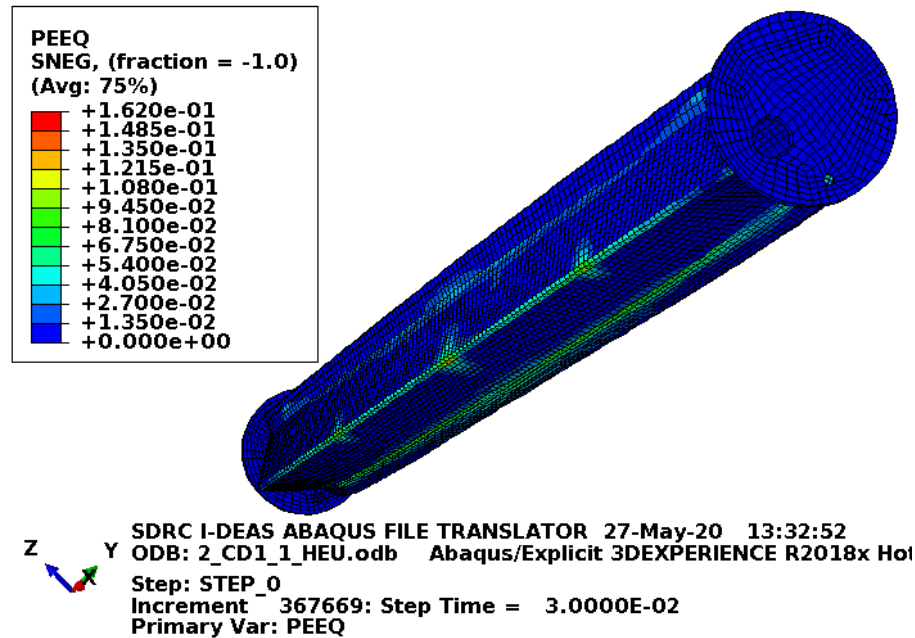 PEEQ
SNEG, (fraction = -1.0)
(Avg: 75%)
+1.620e-01
+1.485e-01
+1.350e-01
+1.215e-01
+1.080e-01
+9.450e-02
+8.100e-02
+6.750e-02
+5.400e-02
+4.050e-02
+2.700e-02
+1.350e-02
+0.000e+00
SDRC I-DEAS ABAQUS FILE TRANSLATOR 27-May-20 13:32:52
Z Y X
ODB: 2_CD1_1_HEU.odb Abaqus/Explicit 3DEXPERIENCE R2018x Hot
Step: STEP_0
Increment 367669: Step Time = 3.0000E-02
Primary Var: PEEQ